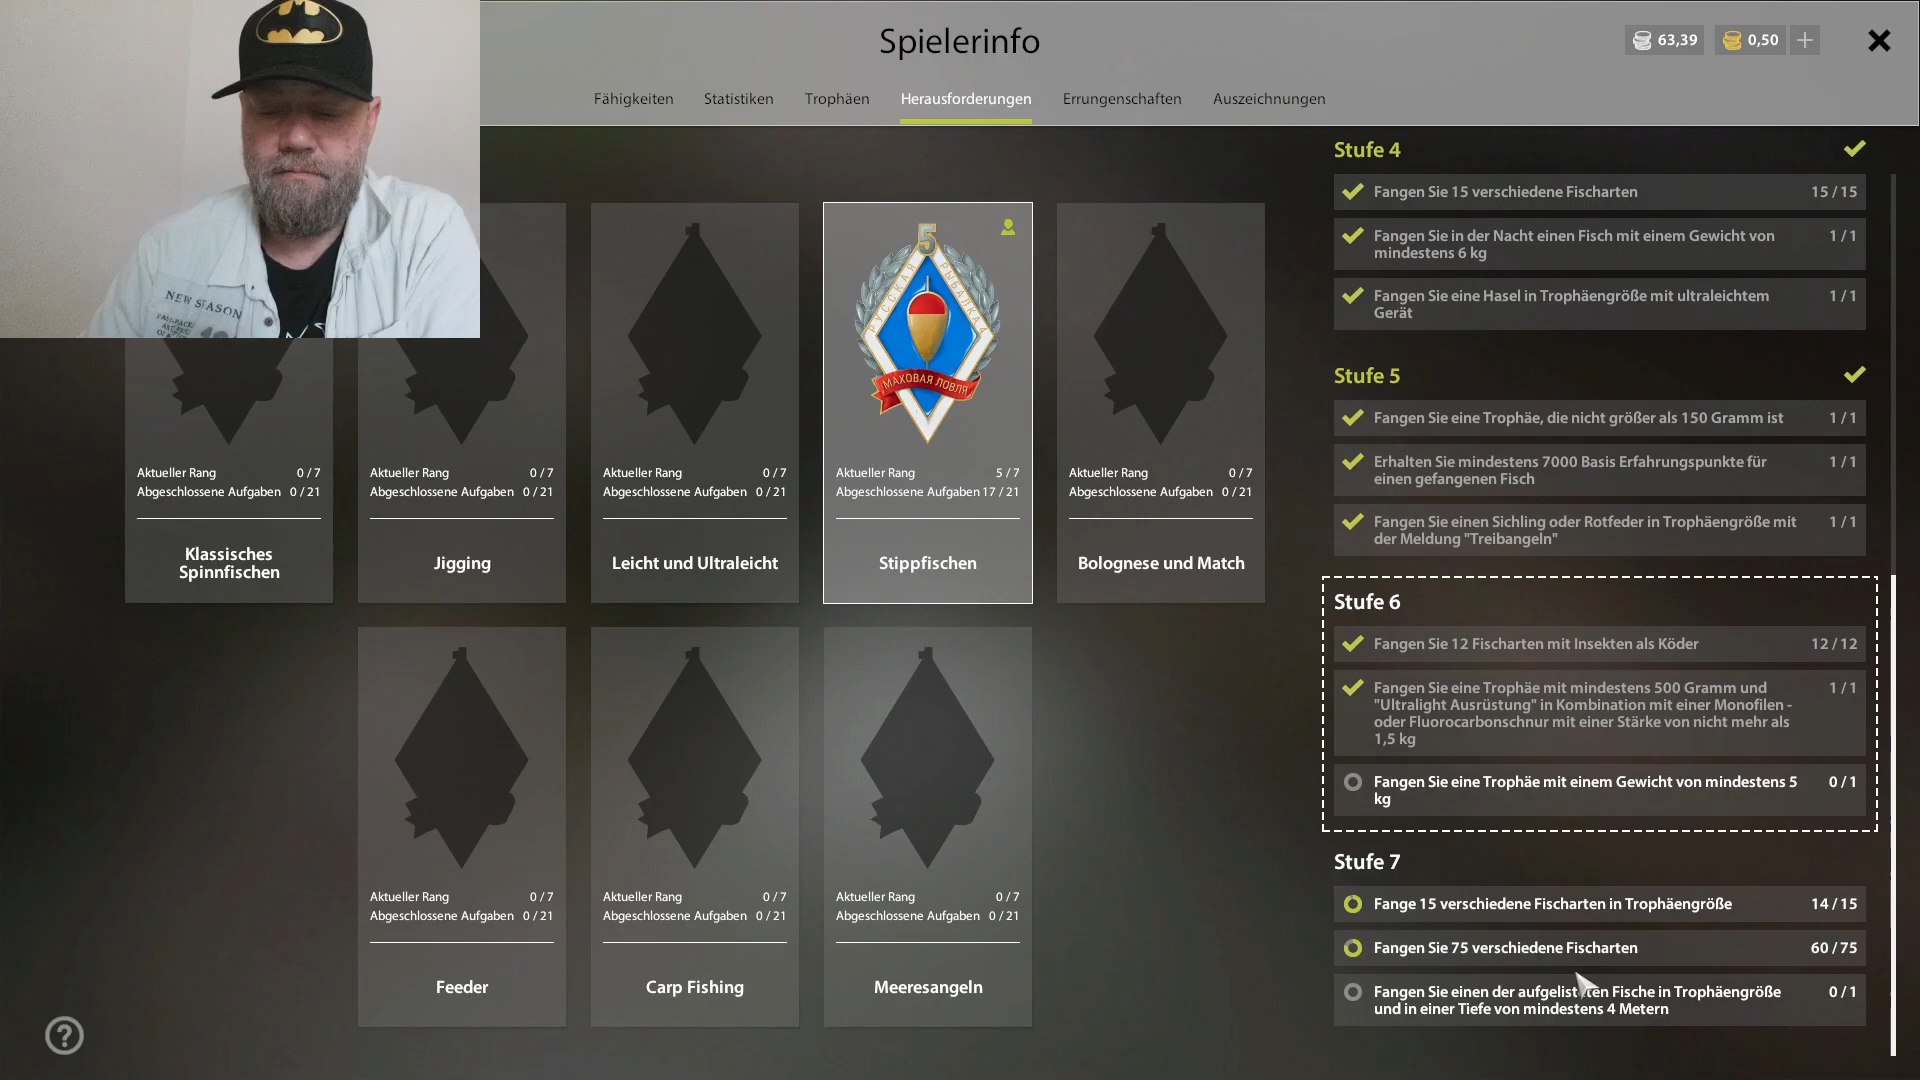 Spielerinfo
63,39
0,50
Fähigkeiten
Statistiken
Trophäen
Herausforderungen
Errungenschaften
Auszeichnungen
NEW SEASON
Aktueller Rang 0 / 7
Abgeschlossene Aufgaben 0 / 21
Klassisches
Spinnfischen
Aktueller Rang 0 / 7
Abgeschlossene Aufgaben 0 / 21
Jigging
Aktueller Rang 0 / 7
Abgeschlossene Aufgaben 0 / 21
Leicht und Ultraleicht
5
РУССКАЯ
РЫБАЛКА 4
МАХОВАЯ ЛОВЛЯ
Aktueller Rang 5 / 7
Abgeschlossene Aufgaben 17 / 21
Stippfischen
Aktueller Rang 0 / 7
Abgeschlossene Aufgaben 0 / 21
Bolognese und Match
Aktueller Rang 0 / 7
Abgeschlossene Aufgaben 0 / 21
Feeder
Aktueller Rang 0 / 7
Abgeschlossene Aufgaben 0 / 21
Carp Fishing
Aktueller Rang 0 / 7
Abgeschlossene Aufgaben 0 / 21
Meeresangeln
Stufe 4
Fangen Sie 15 verschiedene Fischarten 15 / 15
Fangen Sie in der Nacht einen Fisch mit einem Gewicht von 1 / 1
mindestens 6 kg
Fangen Sie eine Hasel in Trophäengröße mit ultraleichtem 1 / 1
Gerät
Stufe 5
Fangen Sie eine Trophäe, die nicht größer als 150 Gramm ist 1 / 1
Erhalten Sie mindestens 7000 Basis Erfahrungspunkte für 1 / 1
einen gefangenen Fisch
Fangen Sie einen Sichling oder Rotfeder in Trophäengröße mit 1 / 1
der Meldung "Treibangeln"
Stufe 6
Fangen Sie 12 Fischarten mit Insekten als Köder 12 / 12
Fangen Sie eine Trophäe mit mindestens 500 Gramm und 1 / 1
"Ultralight Ausrüstung" in Kombination mit einer Monofilen -
oder Fluorocarbonschnur mit einer Stärke von nicht mehr als
1,5 kg
Fangen Sie eine Trophäe mit einem Gewicht von mindestens 5 0 / 1
kg
Stufe 7
Fange 15 verschiedene Fischarten in Trophäengröße 14 / 15
Fangen Sie 75 verschiedene Fischarten 60 / 75
Fangen Sie einen der aufgelisteten Fische in Trophäengröße 0 / 1
und in einer Tiefe von mindestens 4 Metern
?